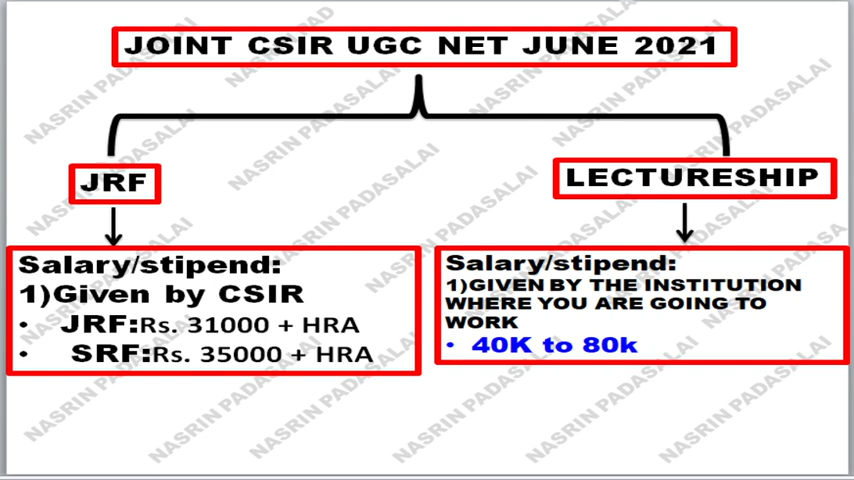 JOINT CSIR UGC NET JUNE 2021
JRF
LECTURESHIP
Salary/stipend:
1)Given by CSIR
• JRF:Rs. 31000 + HRA
• SRF:Rs. 35000 + HRA
Salary/stipend:
1)GIVEN BY THE INSTITUTION
WHERE YOU ARE GOING TO
WORK
• 40K to 80k
NASRIN PADASALAI